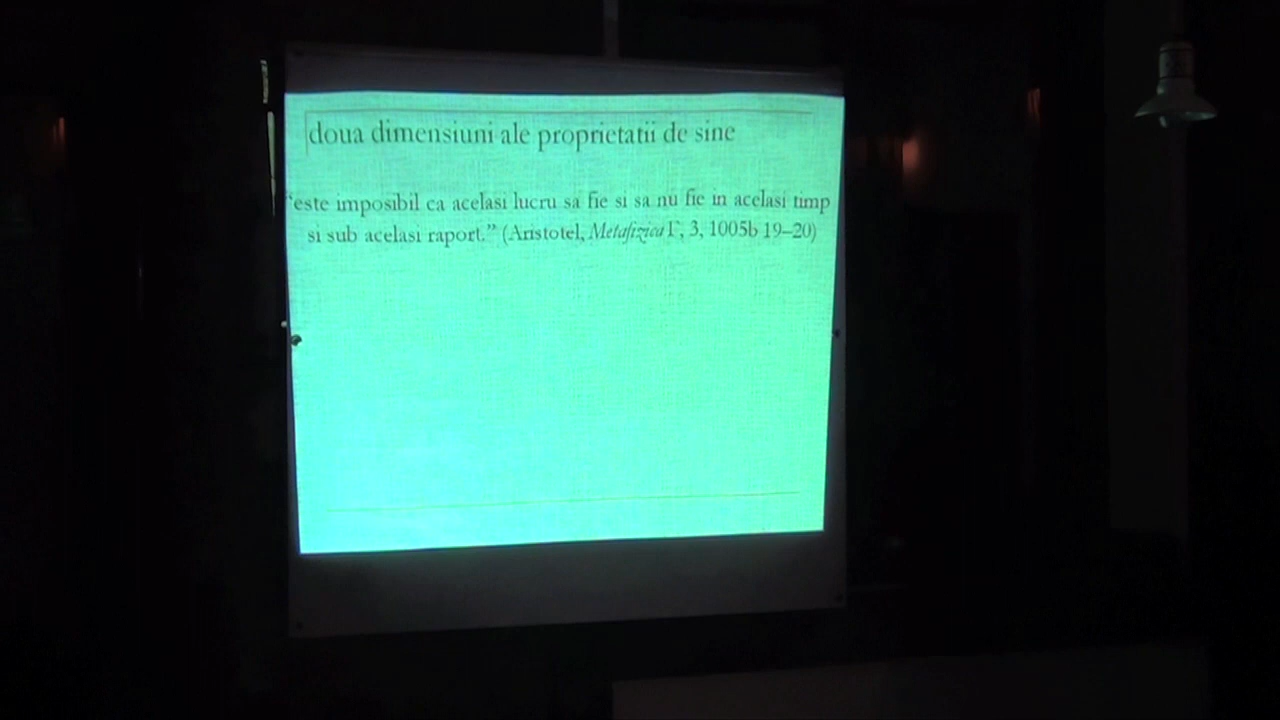 doua dimensiuni ale proprietatii de sine
“este imposibil ca acelasi lucru sa fie si sa nu fie in acelasi timp
si sub acelasi raport.” (Aristotel, Metafizica Γ, 3, 1005b 19–20)